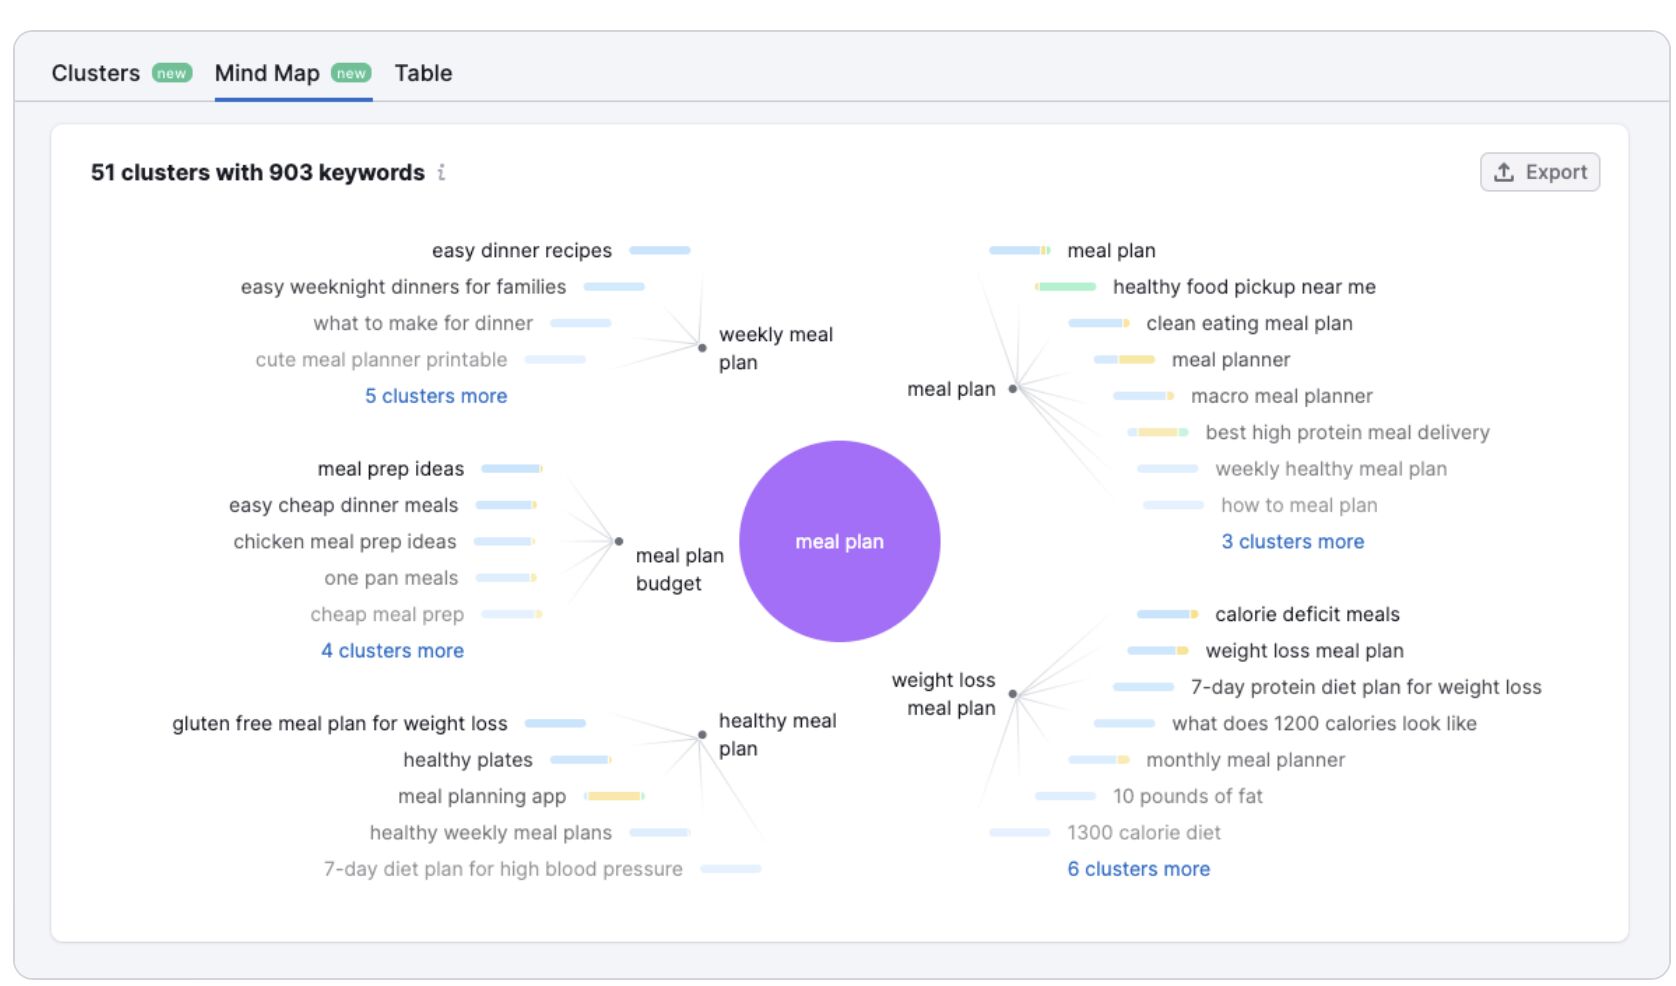 Clusters new Mind Map new Table
51 clusters with 903 keywords i
Export
easy dinner recipes
easy weeknight dinners for families
what to make for dinner
cute meal planner printable
5 clusters more
weekly meal
plan
meal prep ideas
easy cheap dinner meals
chicken meal prep ideas
one pan meals
cheap meal prep
4 clusters more
meal plan
budget
gluten free meal plan for weight loss
healthy plates
meal planning app
healthy weekly meal plans
7-day diet plan for high blood pressure
healthy meal
plan
meal plan
meal plan
meal plan
healthy food pickup near me
clean eating meal plan
meal planner
macro meal planner
best high protein meal delivery
weekly healthy meal plan
how to meal plan
3 clusters more
weight loss
meal plan
calorie deficit meals
weight loss meal plan
7-day protein diet plan for weight loss
what does 1200 calories look like
monthly meal planner
10 pounds of fat
1300 calorie diet
6 clusters more